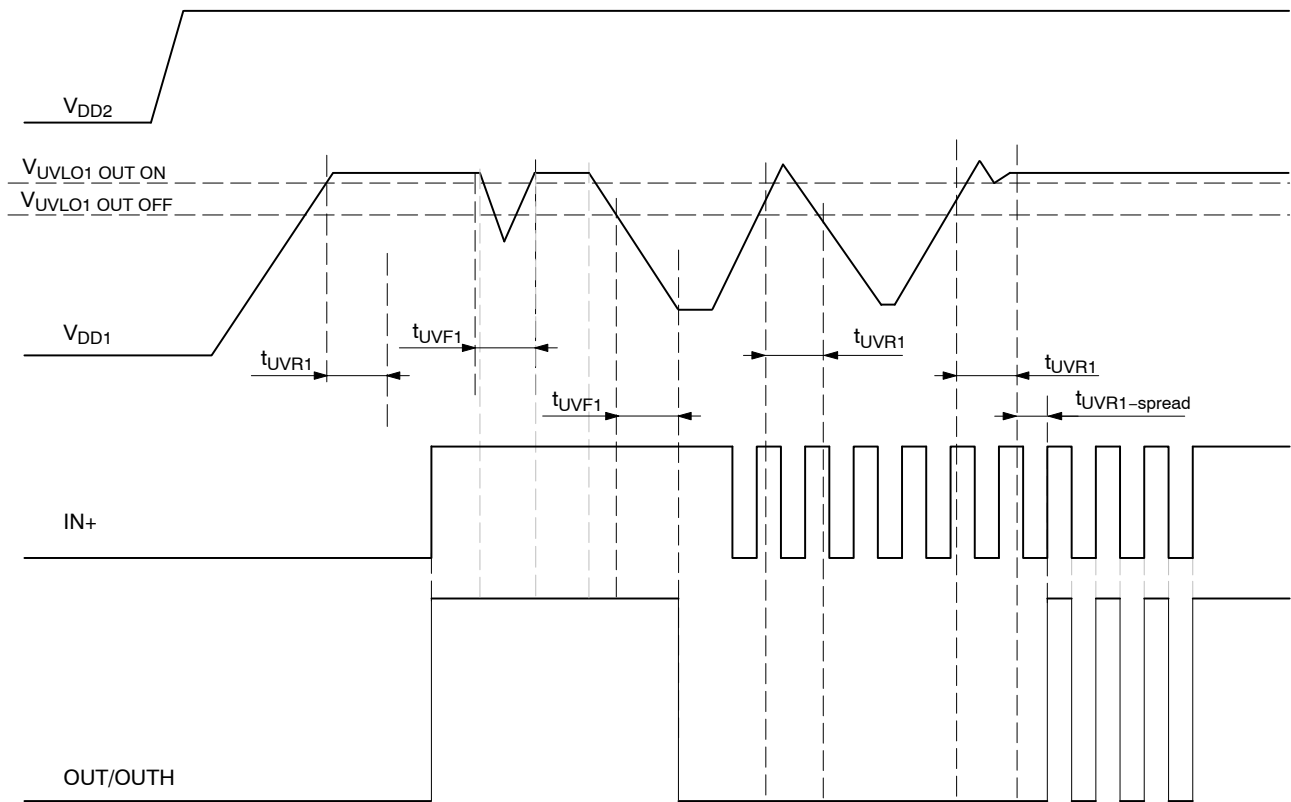 VDD2
VUVLO1 OUT ON
VUVLO1 OUT OFF
VDD1
tUVR1
tUVF1
tUVF1
tUVR1
tUVR1
tUVR1−spread
IN+
OUT/OUTH